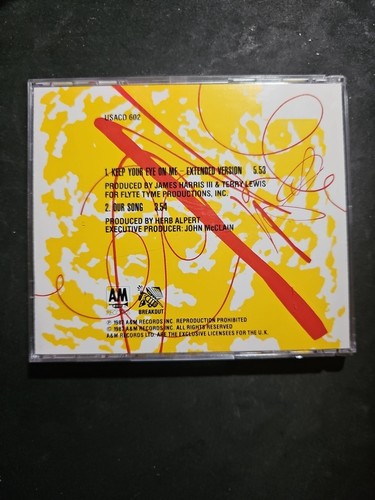 USACD 602
1. KEEP YOUR EYE ON ME - EXTENDED VERSION 5.53
PRODUCED BY JAMES HARRIS III & TERRY LEWIS
FOR FLYTE TYME PRODUCTIONS, INC.
2. OUR SONG 3.54
PRODUCED BY HERB ALPERT
EXECUTIVE PRODUCER: JOHN McCLAIN
A&M
BREAKOUT
℗ 1987 A&M RECORDS INC. REPRODUCTION PROHIBITED
© 1987 A&M RECORDS INC. ALL RIGHTS RESERVED
A&M RECORDS LTD. ARE THE EXCLUSIVE LICENSEES FOR THE U.K.